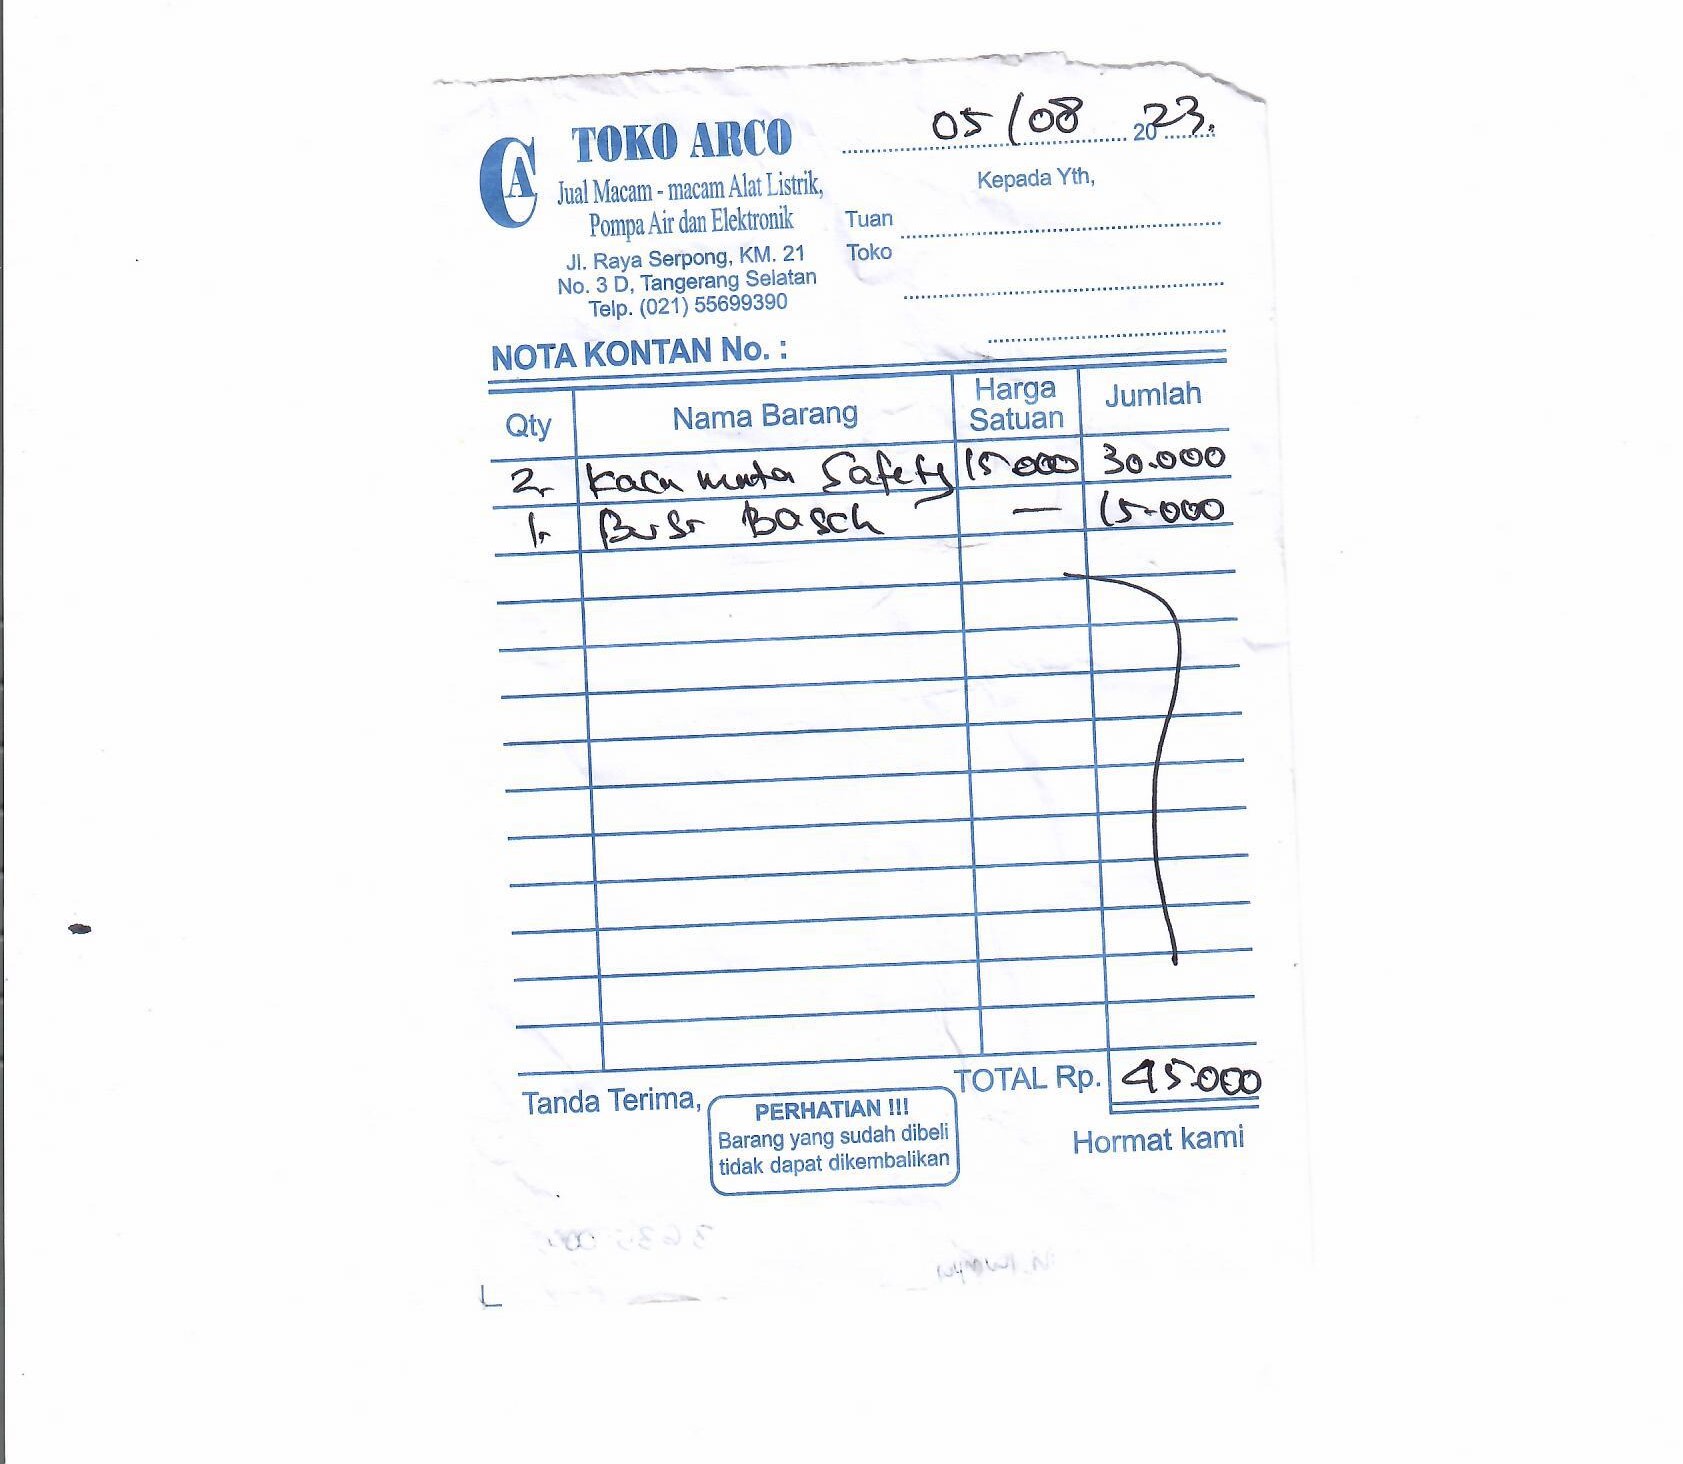 CA
TOKO ARCO
Jual Macam - macam Alat Listrik,
Pompa Air dan Elektronik
Jl. Raya Serpong, KM. 21
No. 3 D, Tangerang Selatan
Telp. (021) 55699390
05/08 2023.
Kepada Yth,
Tuan
Toko
NOTA KONTAN No. :
Qty Nama Barang Harga Satuan Jumlah
2 Kaca mata Safety 15.000 30.000
1 Basch — 15.000
TOTAL Rp. 45.000
Tanda Terima,
PERHATIAN !!!
Barang yang sudah dibeli
tidak dapat dikembalikan
Hormat kami